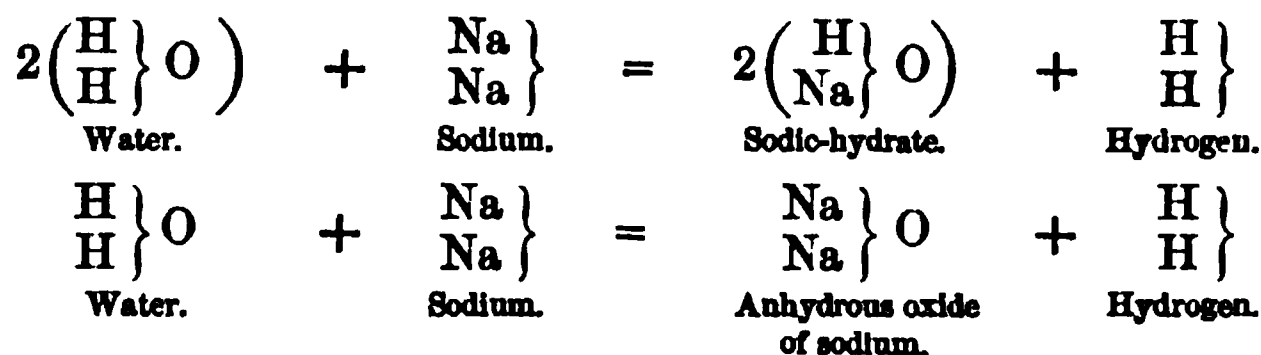 2(H H} O) + Na Na} = 2(H Na} O) + H H}
Water. Sodium. Sodic-hydrate. Hydrogen.
H H} O + Na Na} = Na Na} O + H H}
Water. Sodium. Anhydrous oxide of sodium. Hydrogen.